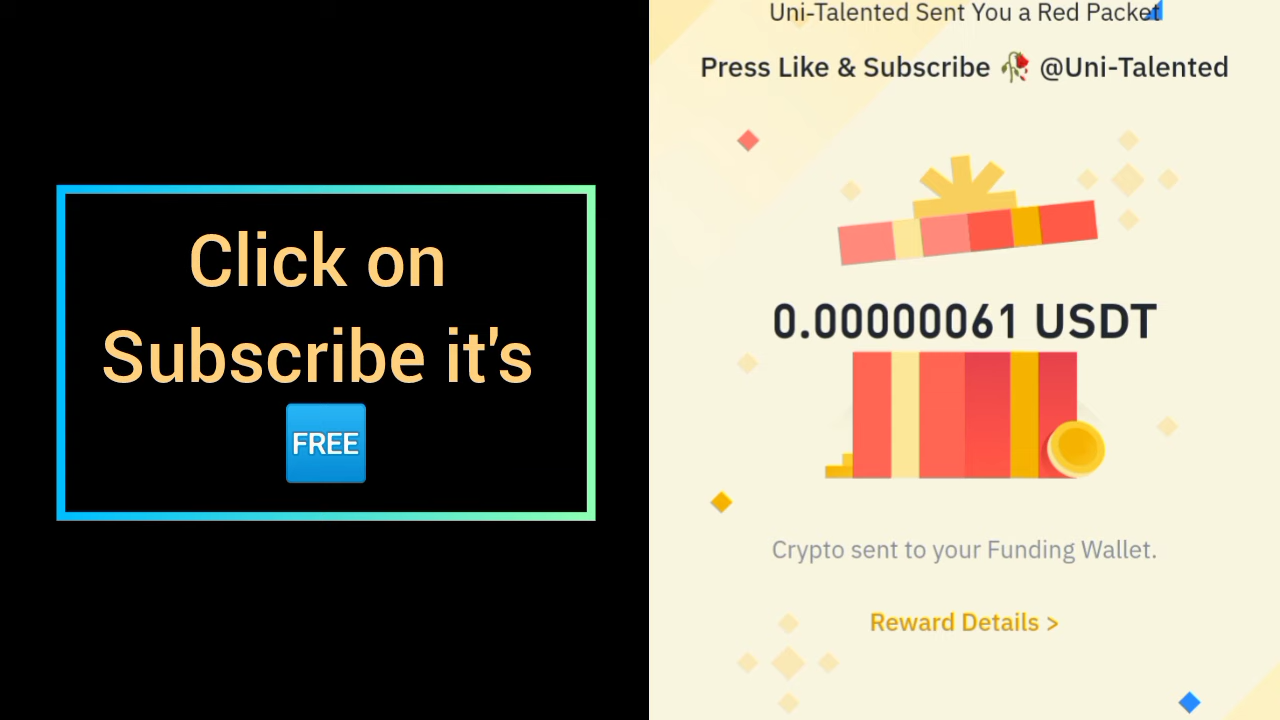 Click on
Subscribe it's
FREE
Uni-Talented Sent You a Red Packet
Press Like & Subscribe 🥀 @Uni-Talented
0.00000061 USDT
Crypto sent to your Funding Wallet.
Reward Details >